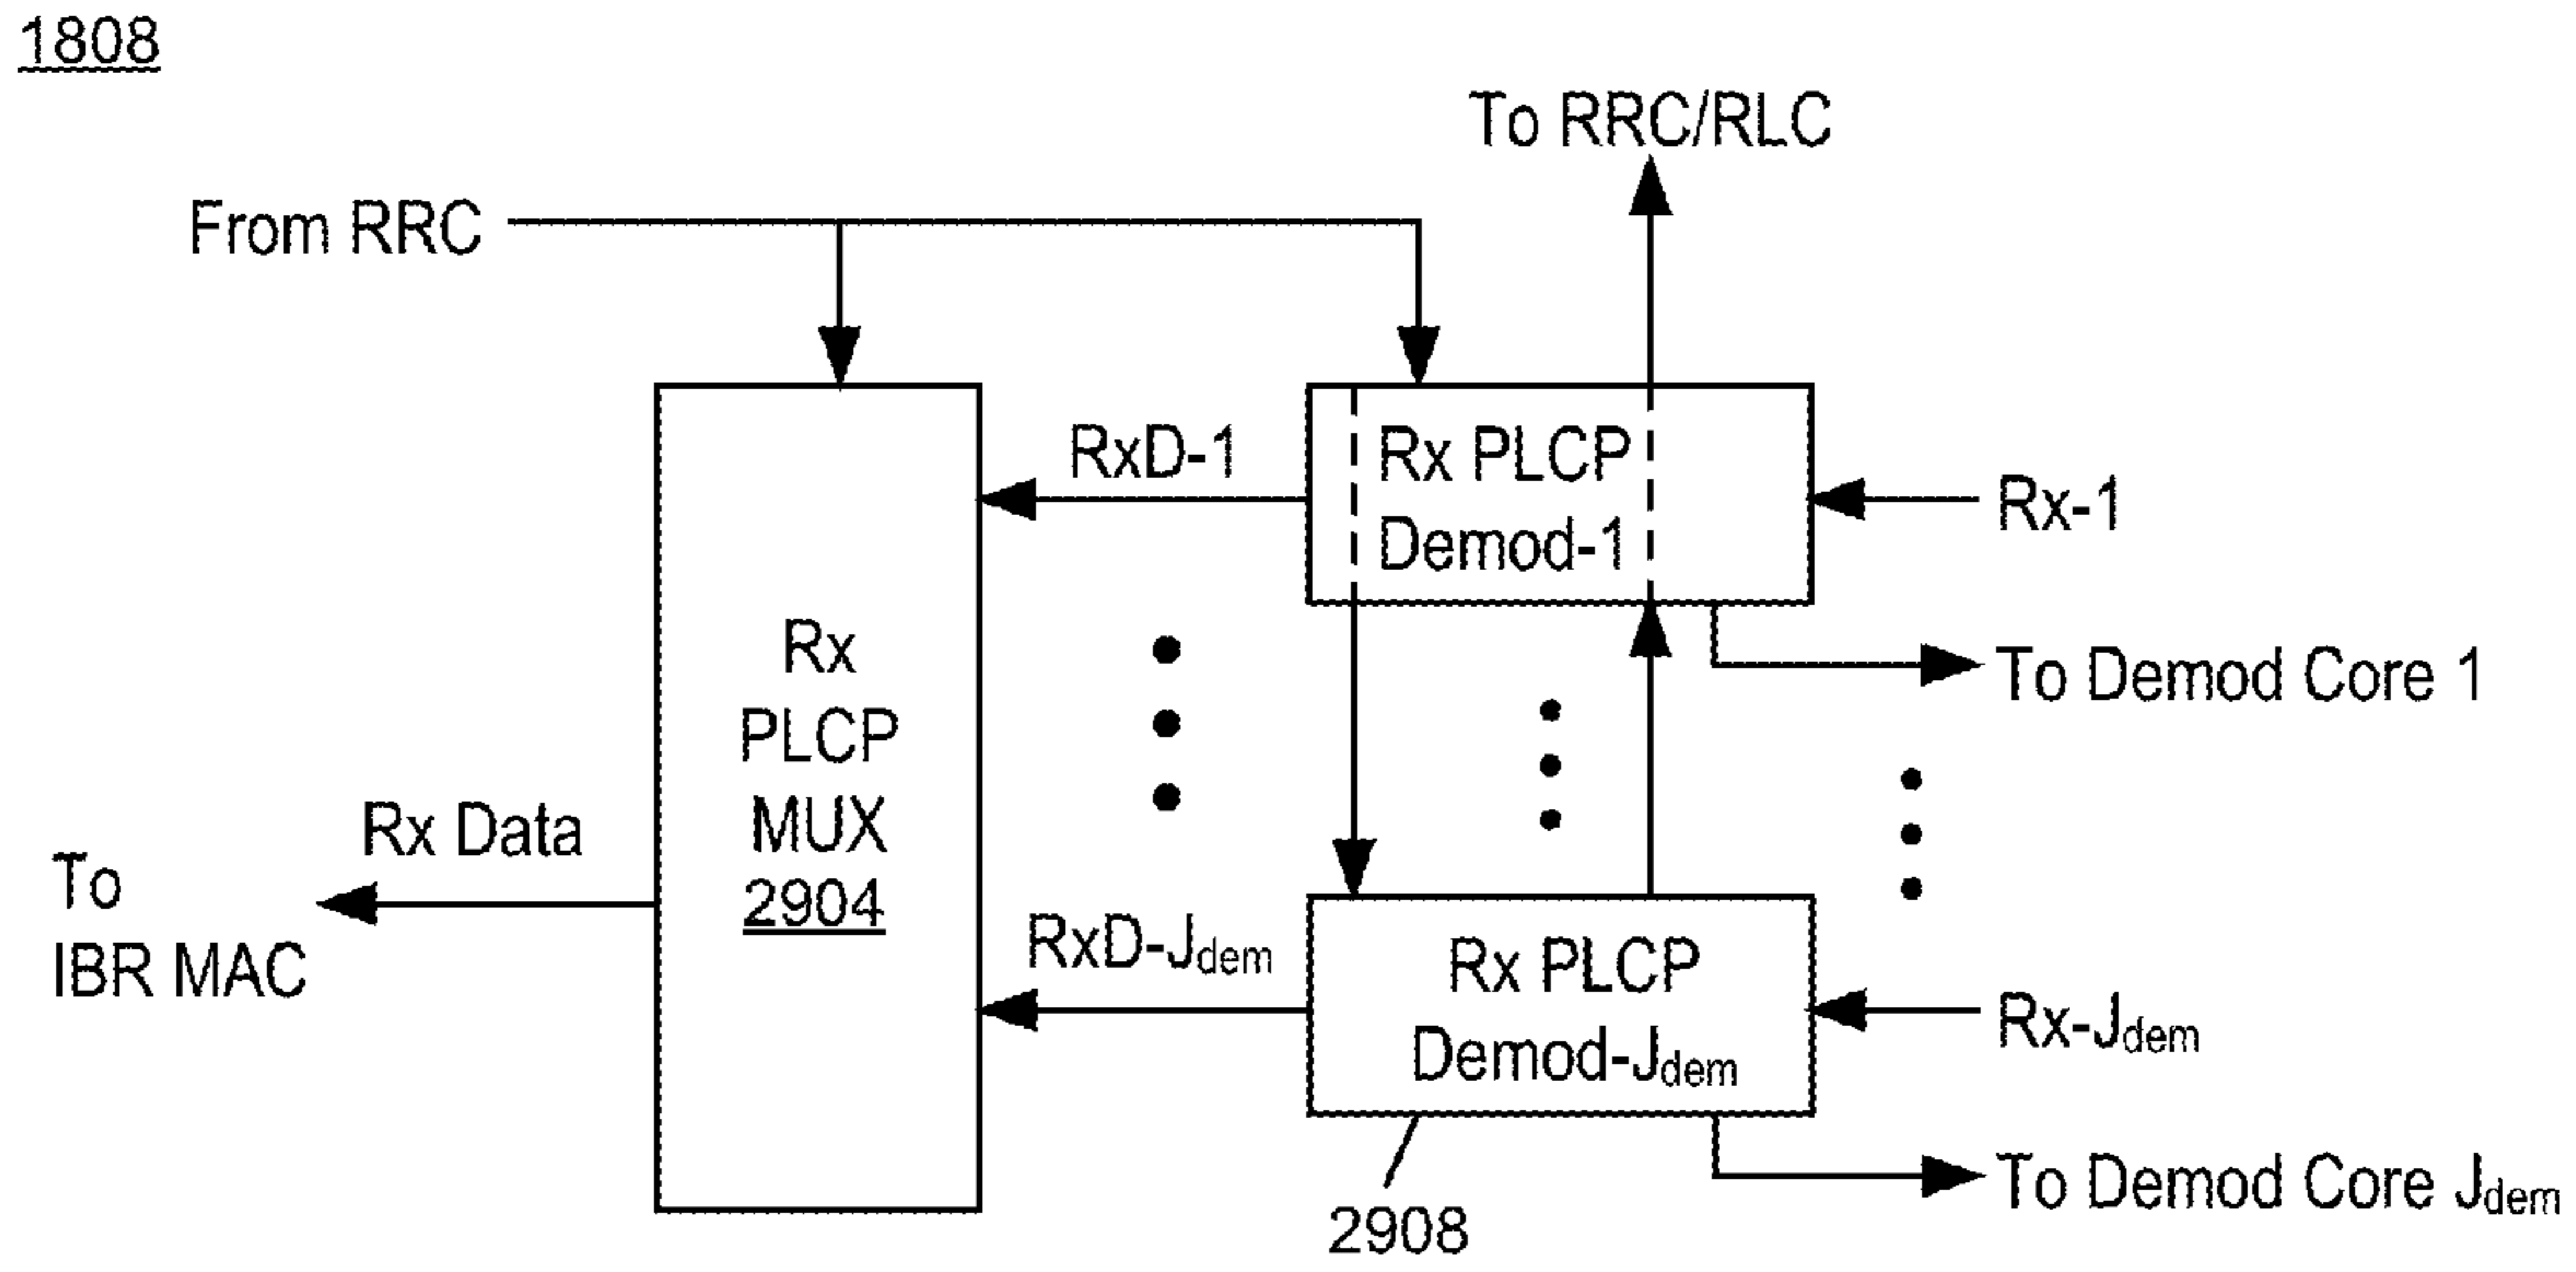 1808
To RRC/RLC
From RRC
RxD-1
Rx PLCP
Demod-1
Rx-1
To Demod Core 1
Rx
PLCP
MUX
2904
Rx Data
To
IBR MAC
RxD-Jdem
Rx PLCP
Demod-Jdem
Rx-Jdem
To Demod Core Jdem
2908